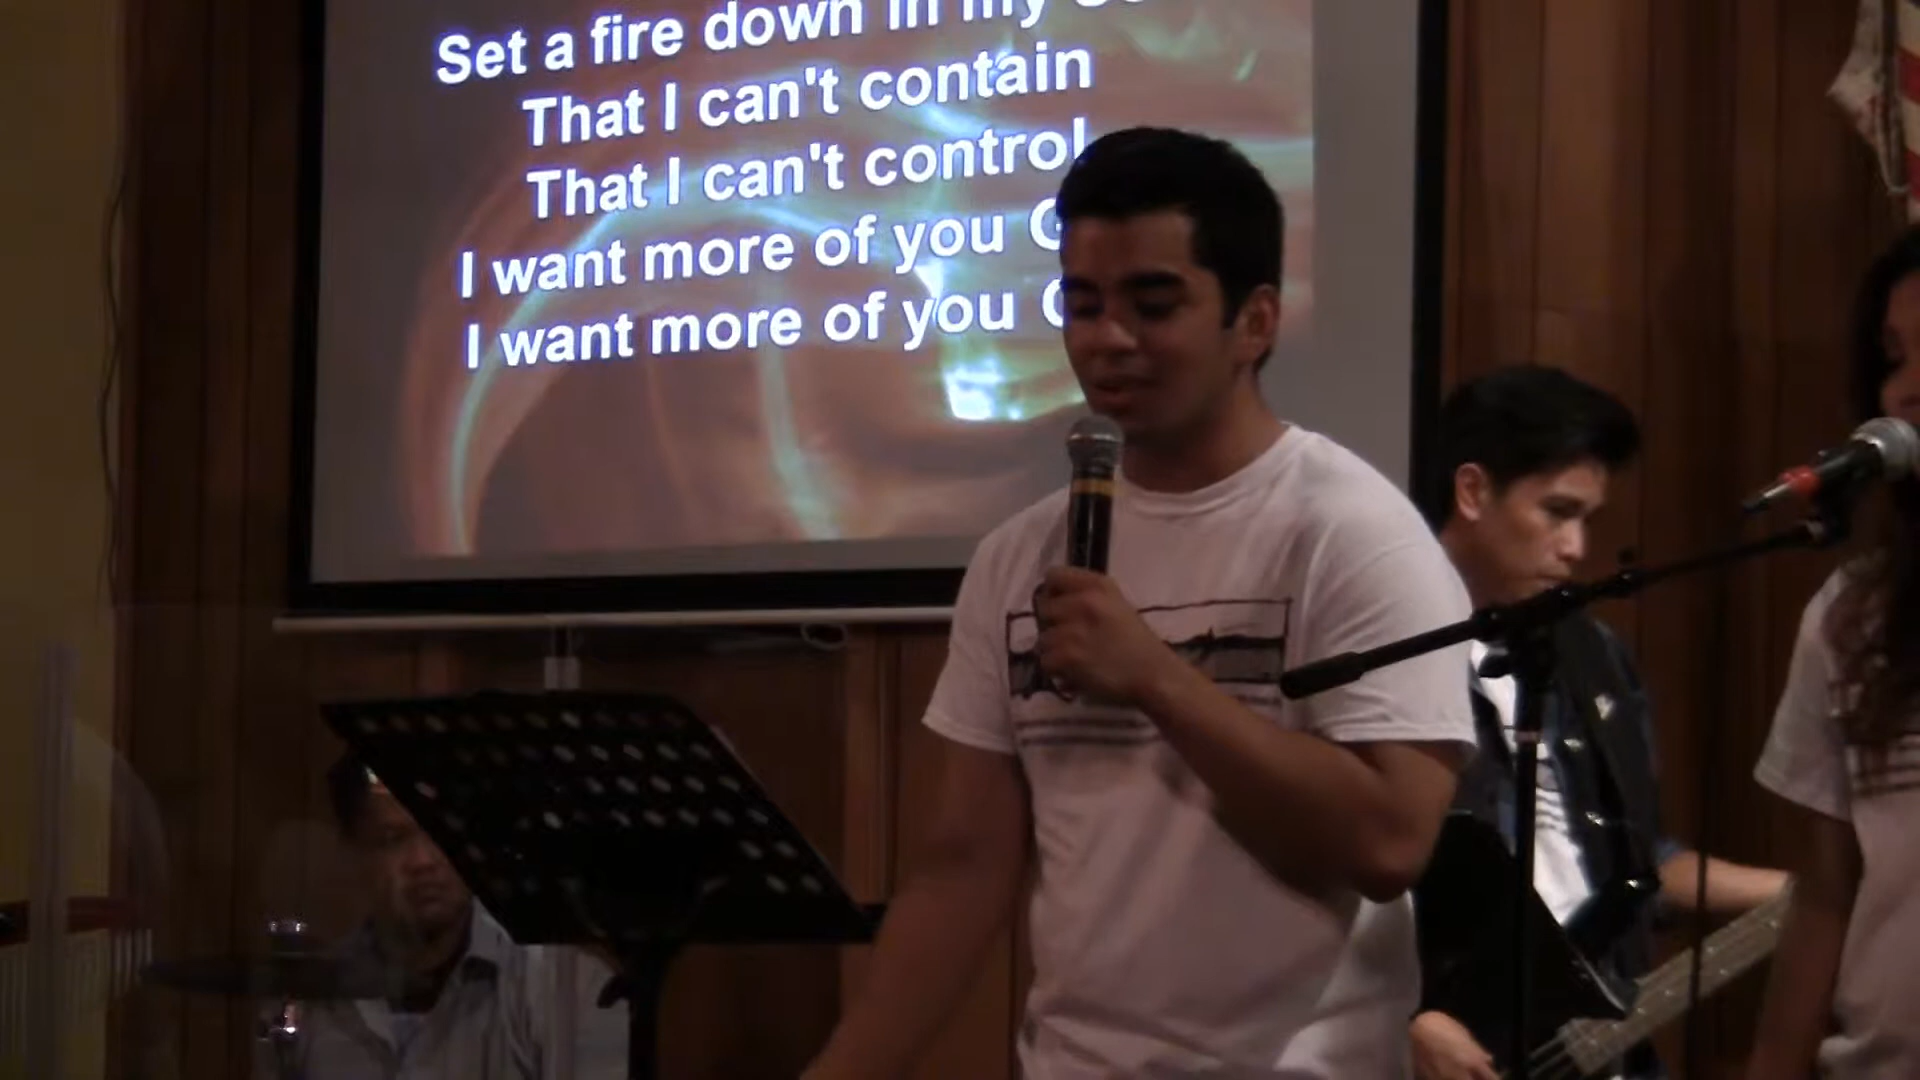 Set a fire down in my
That I can't contain
That I can't control
I want more of you
I want more of you